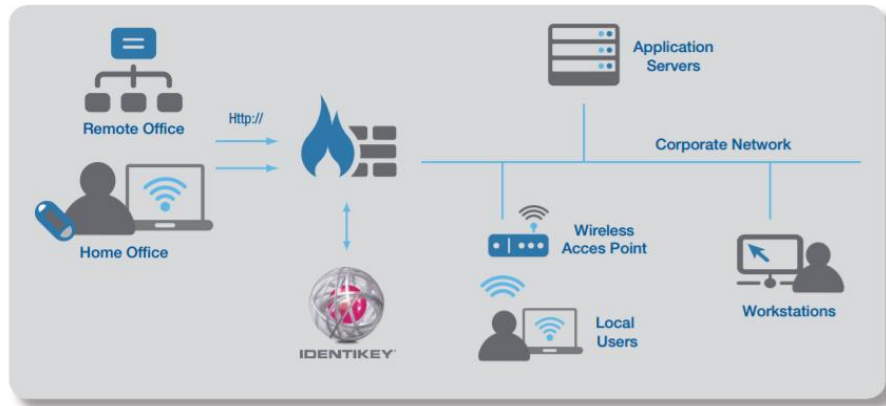 Remote Office
Http://
Home Office
IDENTIKEY
Application
Servers
Corporate Network
Wireless
Acces Point
Local
Users
Workstations